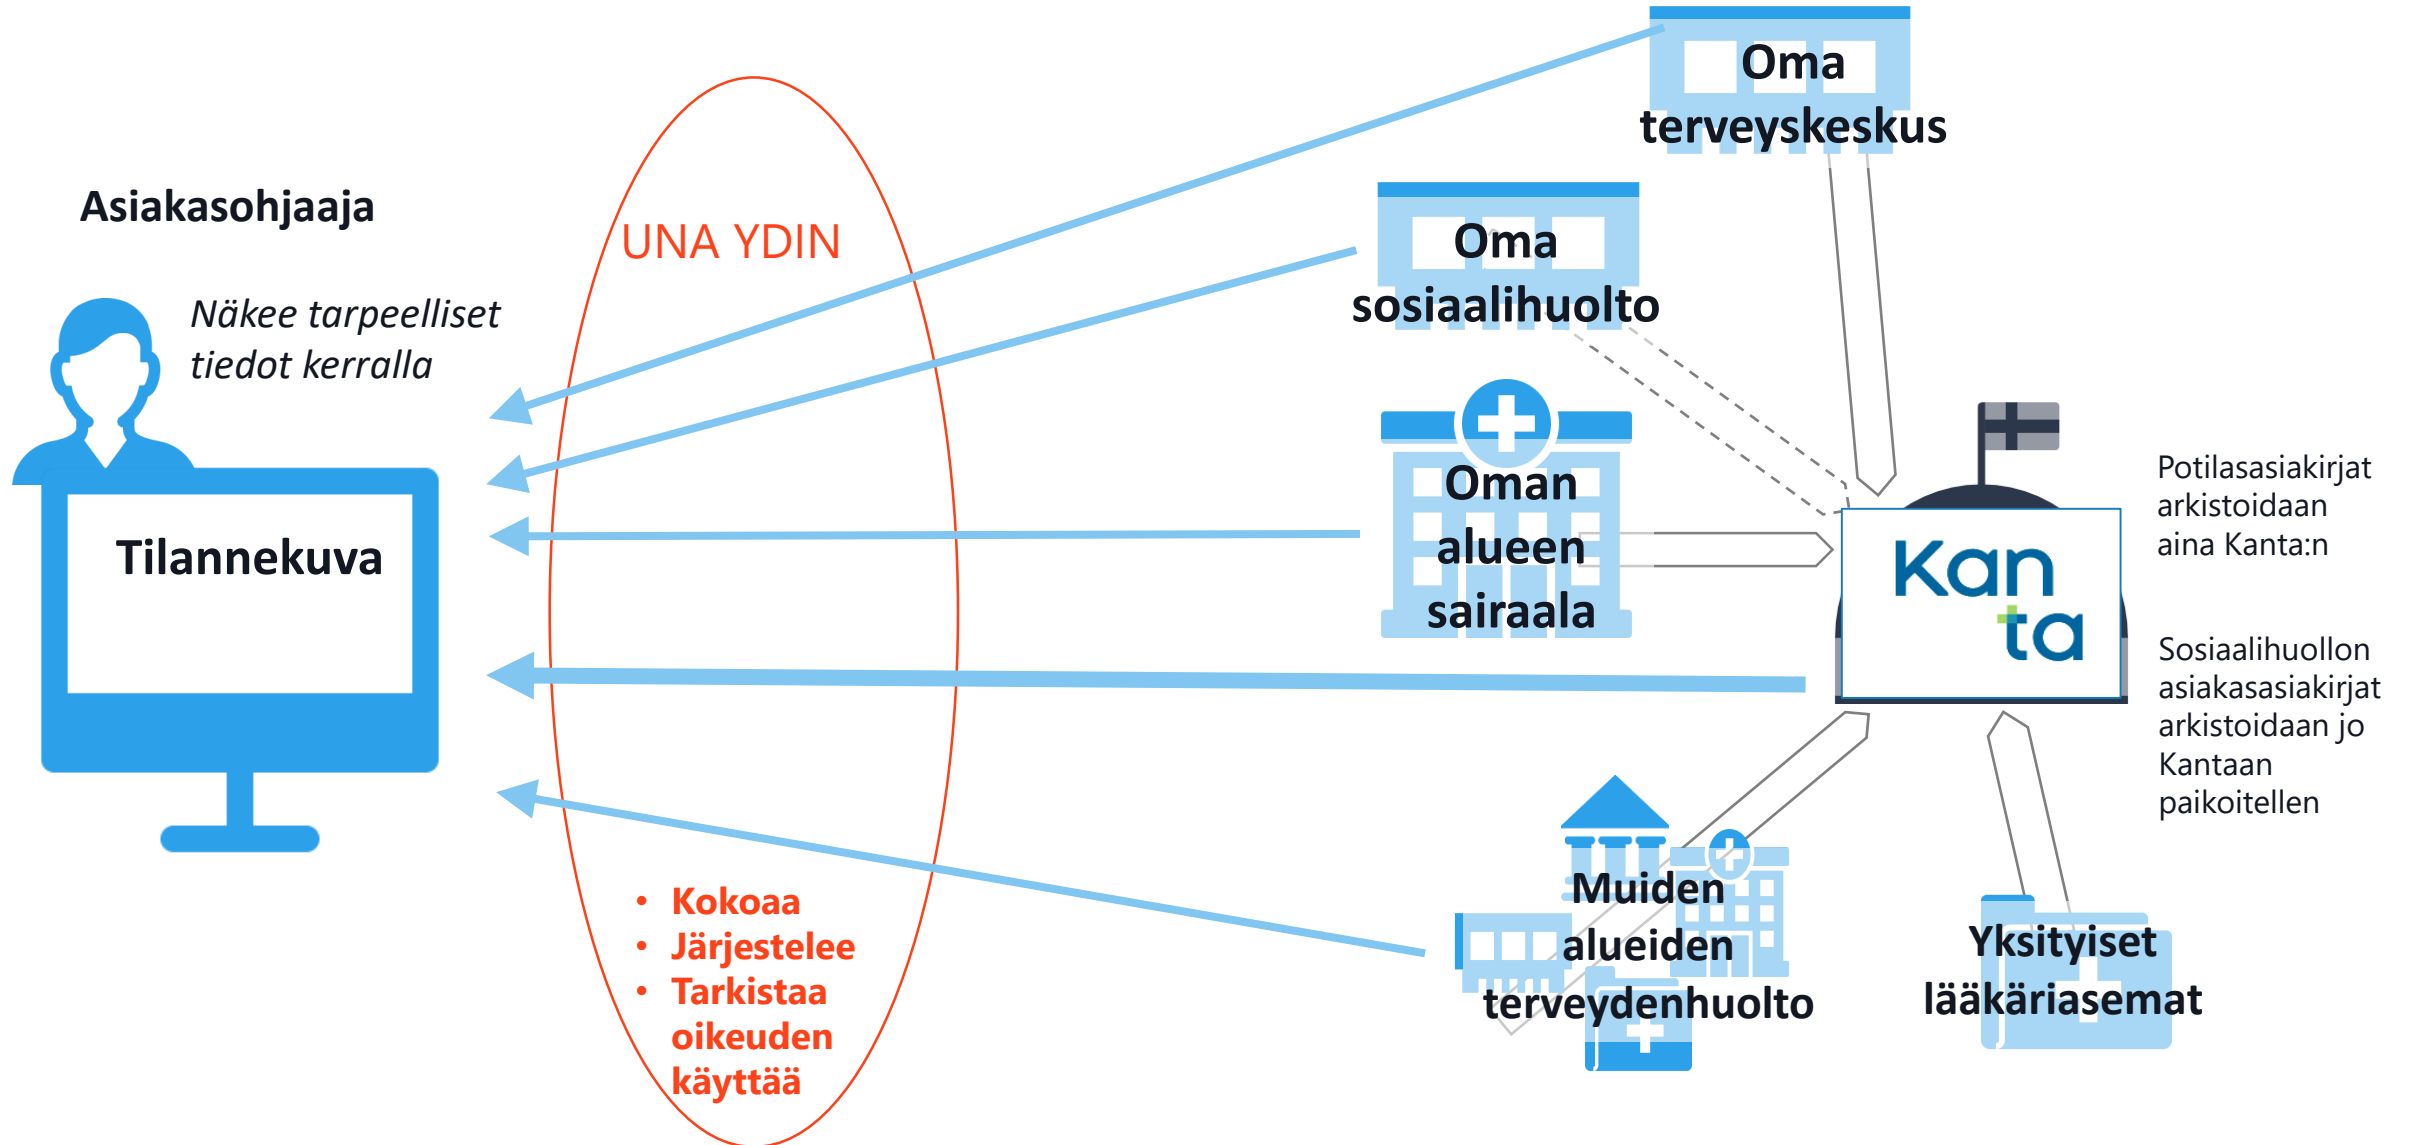 Asiakasohjaaja
Näkee tarpeelliset
tiedot kerralla
Tilannekuva
UNA YDIN
• Kokoaa
• Järjestelee
• Tarkistaa
oikeuden
käyttää
Oma
terveyskeskus
Oma
sosiaalihuolto
Oman
alueen
sairaala
Kan
ta
Potilasasiakirjat
arkistoidaan
aina Kanta:n
Sosiaalihuollon
asiakasasiakirjat
arkistoidaan jo
Kantaan
paikoitellen
Muiden
alueiden
terveydenhuolto
Yksityiset
lääkäriasemat